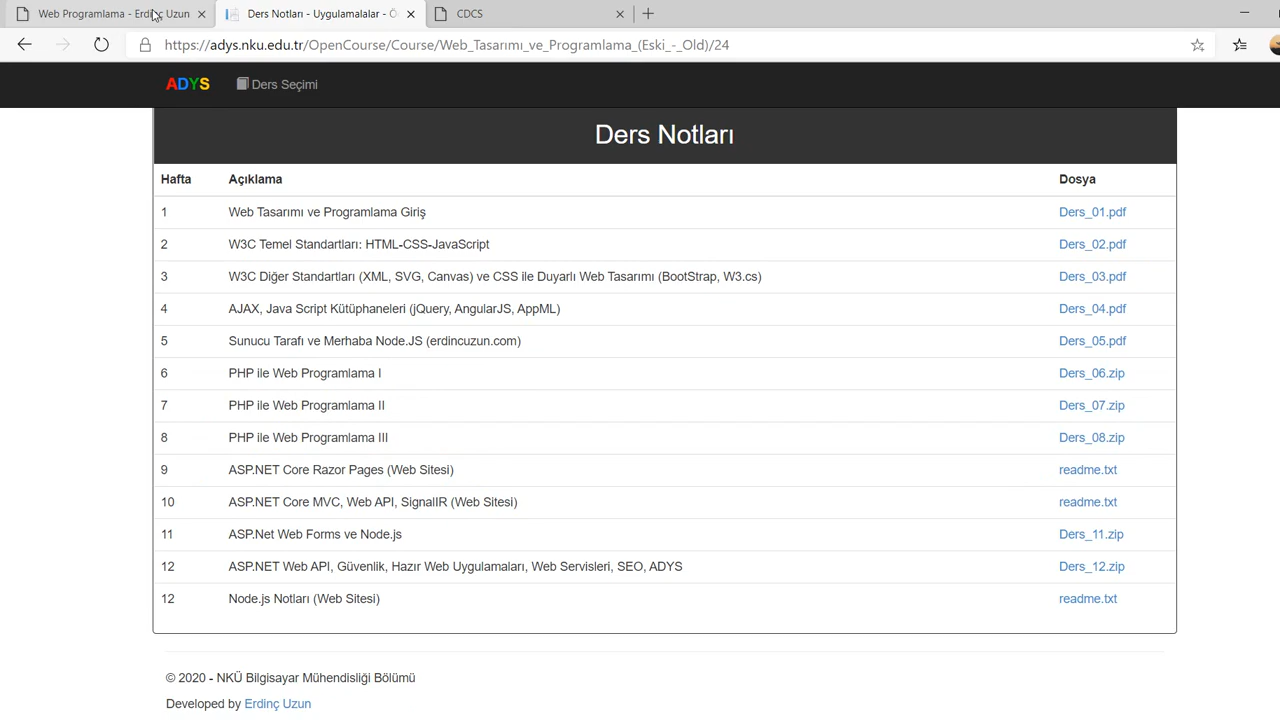 Web Programlama - Erdinç Uzun
Ders Notları - Uygulamalalar - Ö
CDCS
https://adys.nku.edu.tr/OpenCourse/Course/Web_Tasarımı_ve_Programlama_(Eski_-_Old)/24
ADYS Ders Seçimi
Ders Notları
Hafta Açıklama Dosya
1 Web Tasarımı ve Programlama Giriş Ders_01.pdf
2 W3C Temel Standartları: HTML-CSS-JavaScript Ders_02.pdf
3 W3C Diğer Standartları (XML, SVG, Canvas) ve CSS ile Duyarlı Web Tasarımı (BootStrap, W3.cs) Ders_03.pdf
4 AJAX, Java Script Kütüphaneleri (jQuery, AngularJS, AppML) Ders_04.pdf
5 Sunucu Tarafı ve Merhaba Node.JS (erdincuzun.com) Ders_05.pdf
6 PHP ile Web Programlama I Ders_06.zip
7 PHP ile Web Programlama II Ders_07.zip
8 PHP ile Web Programlama III Ders_08.zip
9 ASP.NET Core Razor Pages (Web Sitesi) readme.txt
10 ASP.NET Core MVC, Web API, SignalIR (Web Sitesi) readme.txt
11 ASP.Net Web Forms ve Node.js Ders_11.zip
12 ASP.NET Web API, Güvenlik, Hazır Web Uygulamaları, Web Servisleri, SEO, ADYS Ders_12.zip
12 Node.js Notları (Web Sitesi) readme.txt
© 2020 - NKÜ Bilgisayar Mühendisliği Bölümü
Developed by Erdinç Uzun